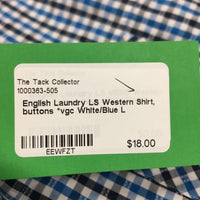 The Tack Collector
1000363-505
English Laundry LS Western Shirt,
buttons *vgc White/Blue L
$18.00
EEWFZT